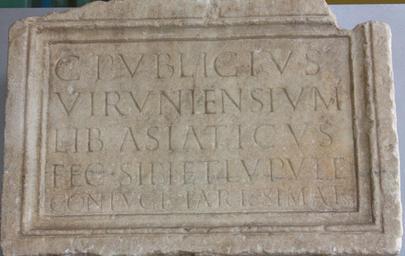 C PVBLICIVS
VIRVNIENSIVM
LIB ASIATICVS
FEC SIBI ET LVPVLE
CONIVGI KARISSIMAE